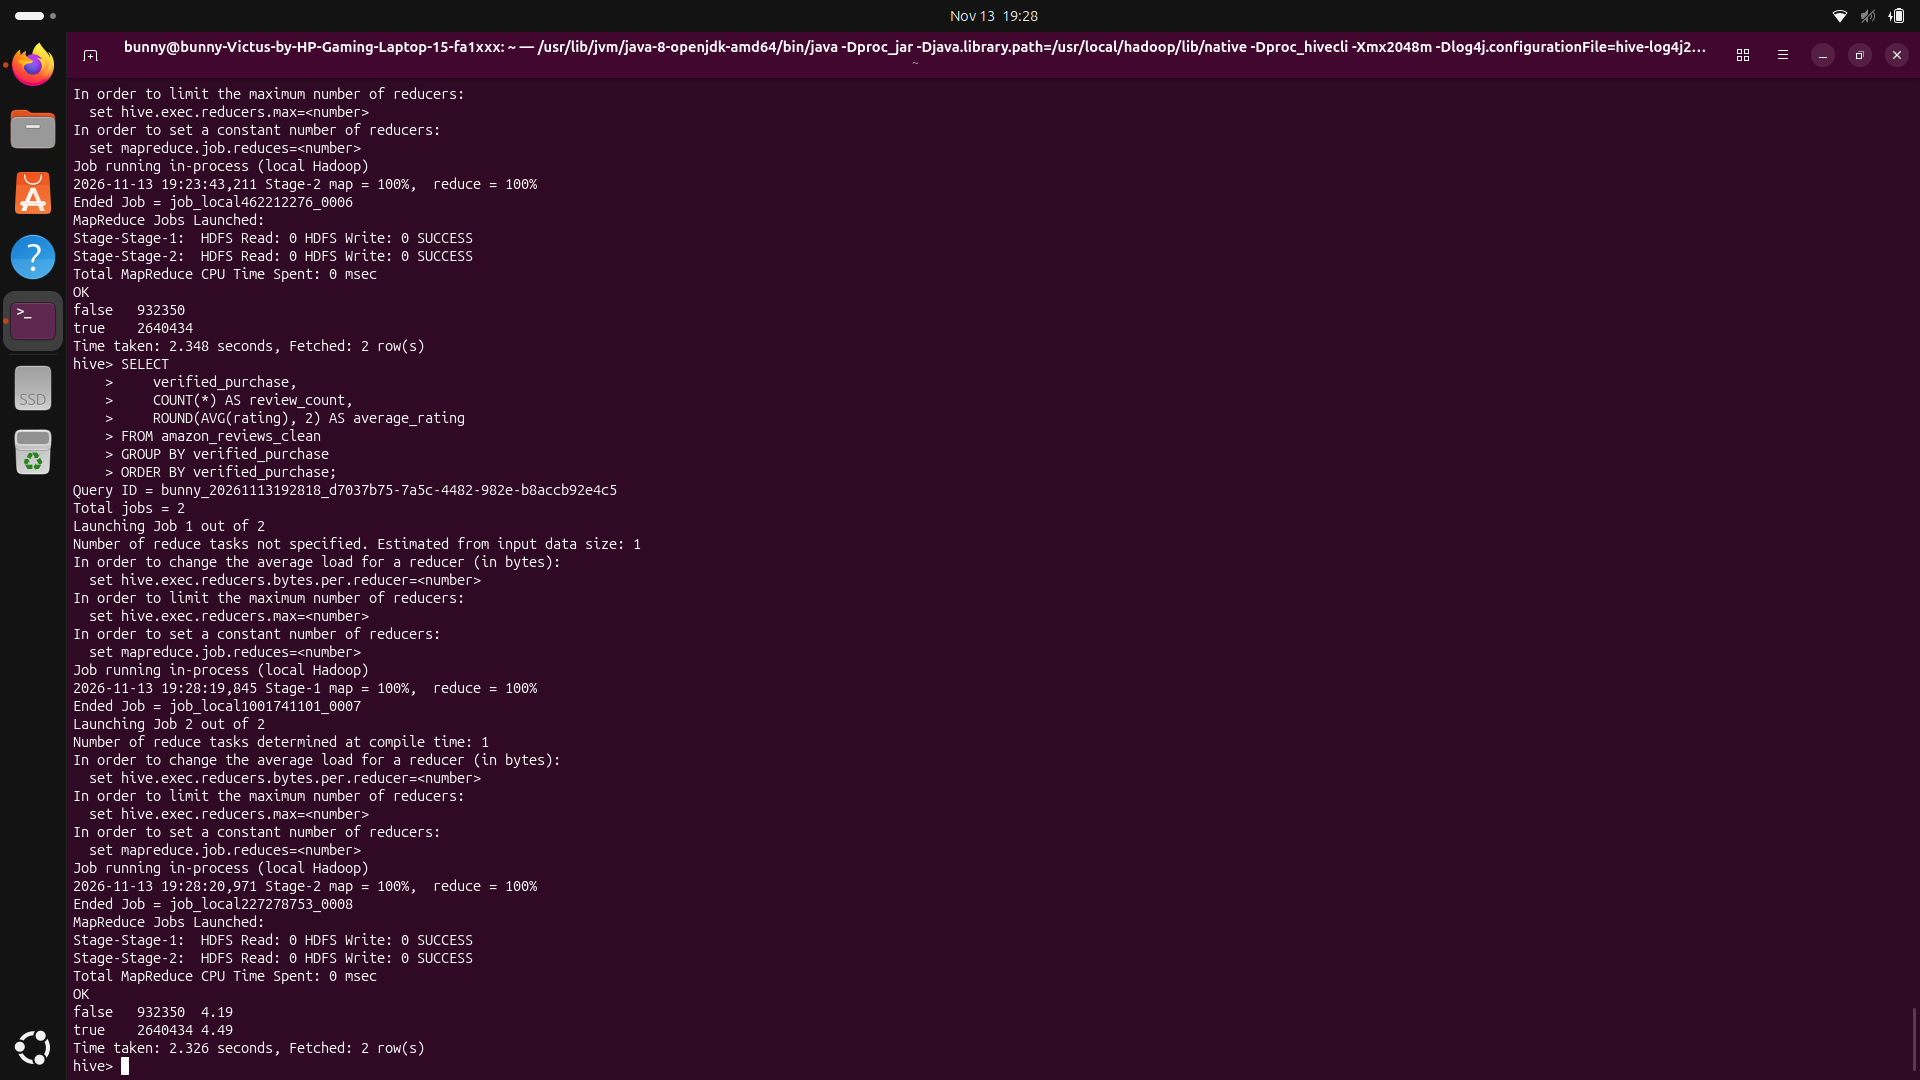 Nov 13 19:28
bunny@bunny-Victus-by-HP-Gaming-Laptop-15-fa1xxx: ~ — /usr/lib/jvm/java-8-openjdk-amd64/bin/java -Dproc_jar -Djava.library.path=/usr/local/hadoop/lib/native -Dproc_hivecli -Xmx2048m -Dlog4j.configurationFile=hive-log4j2…
~
In order to limit the maximum number of reducers:
  set hive.exec.reducers.max=<number>
In order to set a constant number of reducers:
  set mapreduce.job.reduces=<number>
Job running in-process (local Hadoop)
2026-11-13 19:23:43,211 Stage-2 map = 100%,  reduce = 100%
Ended Job = job_local462212276_0006
MapReduce Jobs Launched:
Stage-Stage-1:  HDFS Read: 0 HDFS Write: 0 SUCCESS
Stage-Stage-2:  HDFS Read: 0 HDFS Write: 0 SUCCESS
Total MapReduce CPU Time Spent: 0 msec
OK
false   932350
true    2640434
Time taken: 2.348 seconds, Fetched: 2 row(s)
hive> SELECT
    >     verified_purchase,
    >     COUNT(*) AS review_count,
    >     ROUND(AVG(rating), 2) AS average_rating
    > FROM amazon_reviews_clean
    > GROUP BY verified_purchase
    > ORDER BY verified_purchase;
Query ID = bunny_20261113192818_d7037b75-7a5c-4482-982e-b8accb92e4c5
Total jobs = 2
Launching Job 1 out of 2
Number of reduce tasks not specified. Estimated from input data size: 1
In order to change the average load for a reducer (in bytes):
  set hive.exec.reducers.bytes.per.reducer=<number>
In order to limit the maximum number of reducers:
  set hive.exec.reducers.max=<number>
In order to set a constant number of reducers:
  set mapreduce.job.reduces=<number>
Job running in-process (local Hadoop)
2026-11-13 19:28:19,845 Stage-1 map = 100%,  reduce = 100%
Ended Job = job_local1001741101_0007
Launching Job 2 out of 2
Number of reduce tasks determined at compile time: 1
In order to change the average load for a reducer (in bytes):
  set hive.exec.reducers.bytes.per.reducer=<number>
In order to limit the maximum number of reducers:
  set hive.exec.reducers.max=<number>
In order to set a constant number of reducers:
  set mapreduce.job.reduces=<number>
Job running in-process (local Hadoop)
2026-11-13 19:28:20,971 Stage-2 map = 100%,  reduce = 100%
Ended Job = job_local227278753_0008
MapReduce Jobs Launched:
Stage-Stage-1:  HDFS Read: 0 HDFS Write: 0 SUCCESS
Stage-Stage-2:  HDFS Read: 0 HDFS Write: 0 SUCCESS
Total MapReduce CPU Time Spent: 0 msec
OK
false   932350  4.19
true    2640434 4.49
Time taken: 2.326 seconds, Fetched: 2 row(s)
hive>
SSD